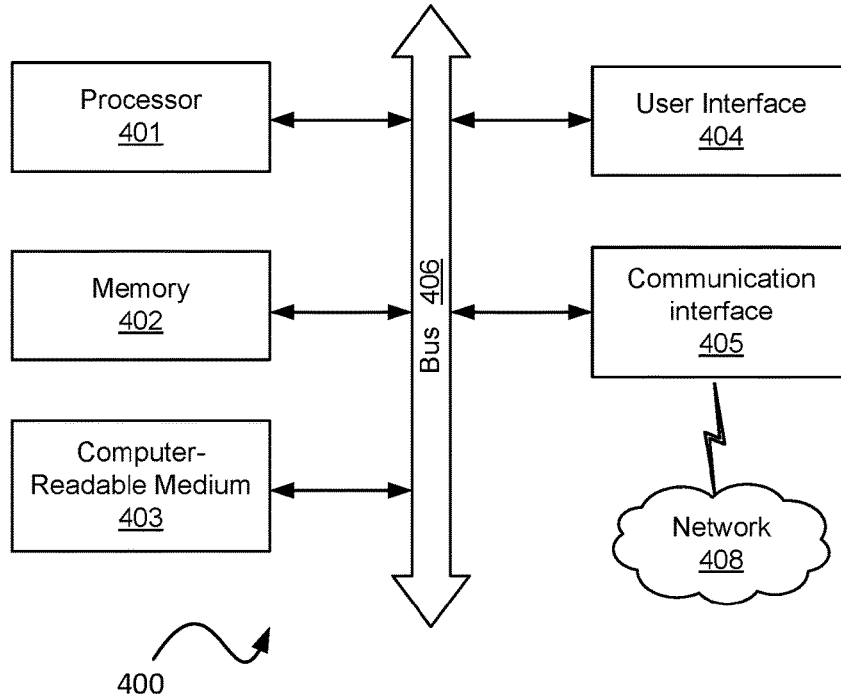 Processor
401
User Interface
404
Memory
402
Bus 406
Communication
interface
405
Computer-
Readable Medium
403
Network
408
400